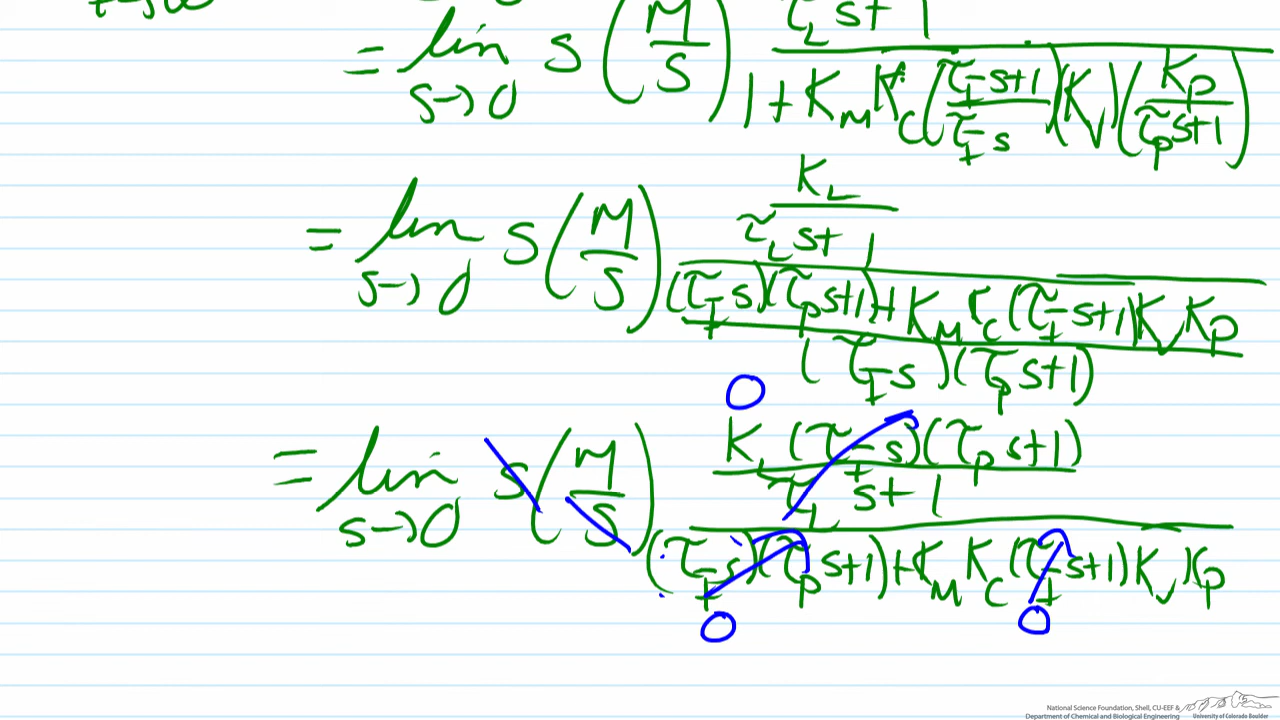 τ_L s + 1
= lim s (M/S) 1 + K_M K_C (τ_I s+1 / τ_I s)(K_V)(K_P / τ_p s+1)
s→0
K_L
= lim s (M/S) τ_L s + 1
s→0 (τ_I s)(τ_p s+1) + K_M K_C (τ_I s+1) K_V K_P
(τ_I s)(τ_p s+1)
0
= lim s (M/S) K_L (τ_I s)(τ_p s+1)
s→0 τ_L s + 1
(τ_I s)(τ_p s+1) + K_M K_C (τ_I s+1) K_V K_P
0 0
National Science Foundation, Shell, CU-EEF &
Department of Chemical and Biological Engineering
University of Colorado Boulder